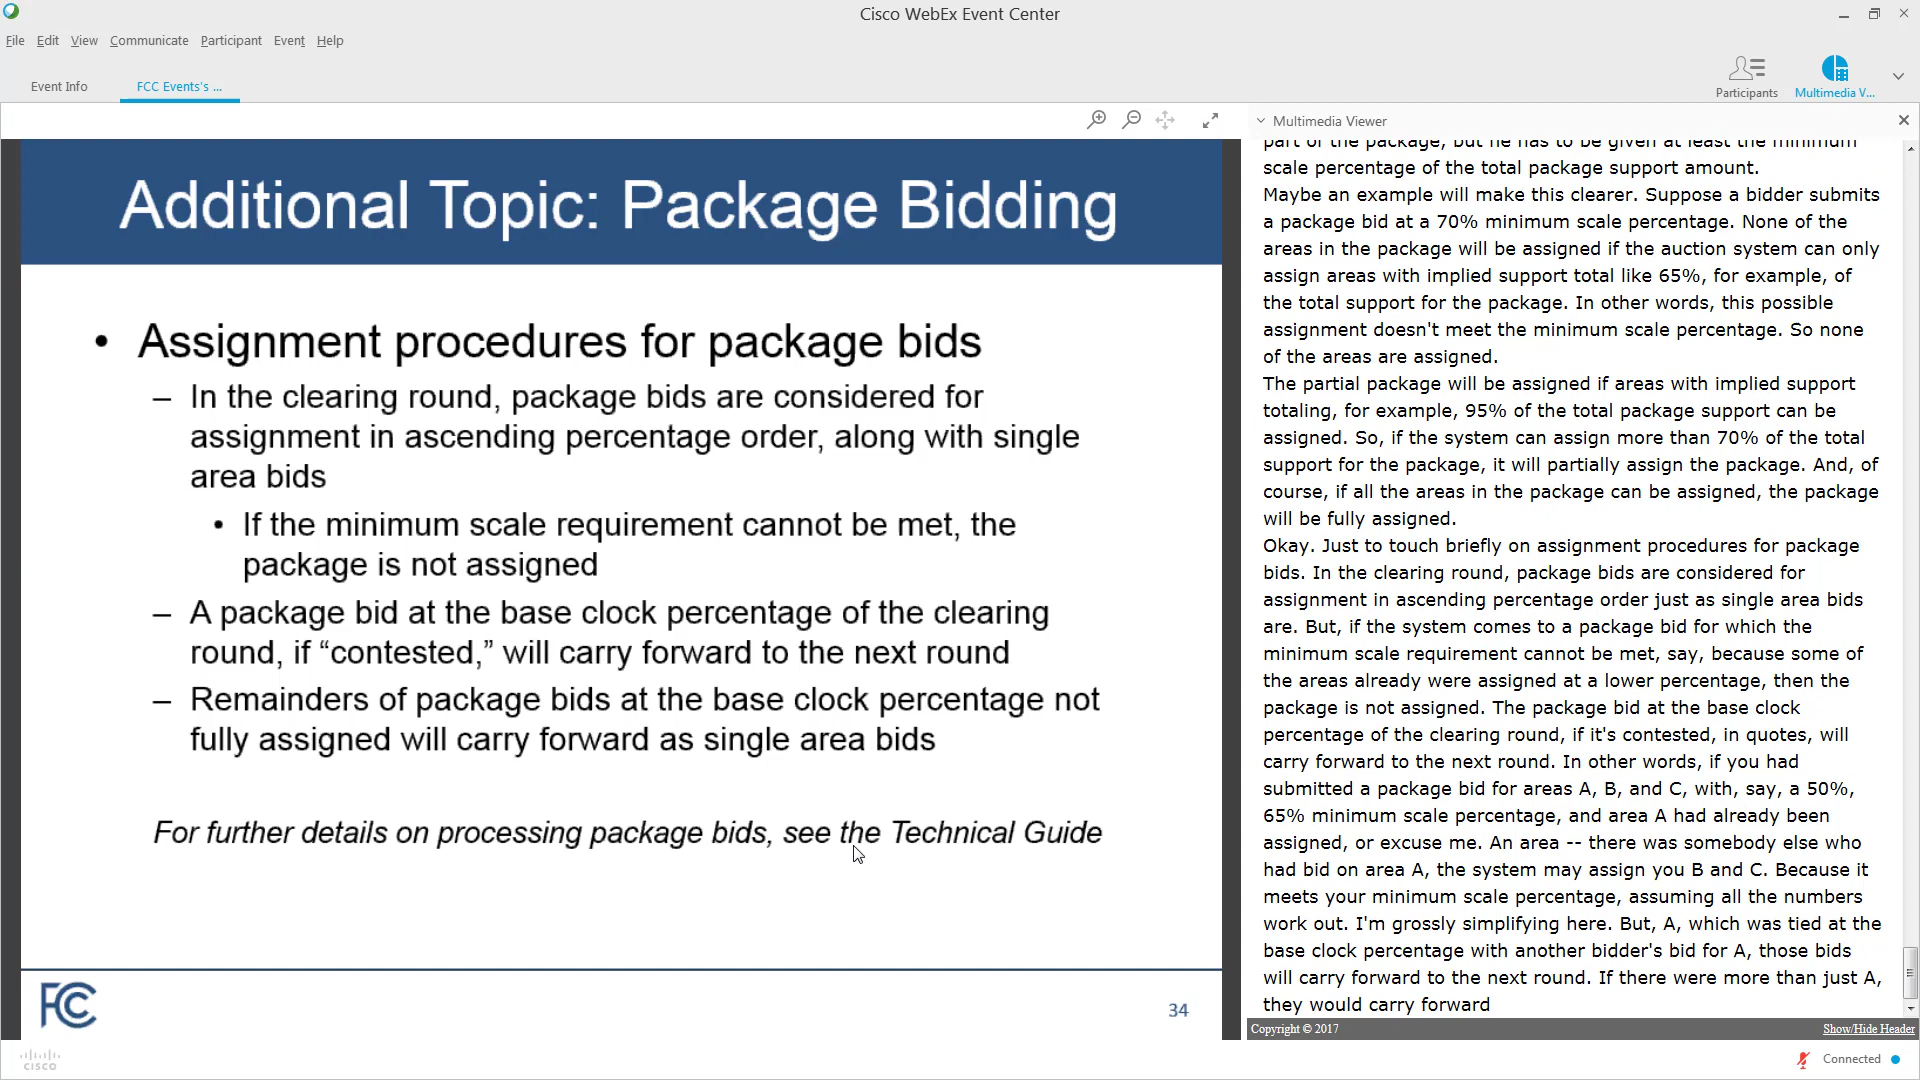 Cisco WebEx Event Center
File Edit View Communicate Participant Event Help
Event Info FCC Events's ...
Participants Multimedia V...
Multimedia Viewer
Additional Topic: Package Bidding
• Assignment procedures for package bids
– In the clearing round, package bids are considered for
assignment in ascending percentage order, along with single
area bids
• If the minimum scale requirement cannot be met, the
package is not assigned
– A package bid at the base clock percentage of the clearing
round, if “contested,” will carry forward to the next round
– Remainders of package bids at the base clock percentage not
fully assigned will carry forward as single area bids
For further details on processing package bids, see the Technical Guide
FCC
34
part of the package, but he has to be given at least the minimum
scale percentage of the total package support amount.
Maybe an example will make this clearer. Suppose a bidder submits
a package bid at a 70% minimum scale percentage. None of the
areas in the package will be assigned if the auction system can only
assign areas with implied support total like 65%, for example, of
the total support for the package. In other words, this possible
assignment doesn't meet the minimum scale percentage. So none
of the areas are assigned.
The partial package will be assigned if areas with implied support
totaling, for example, 95% of the total package support can be
assigned. So, if the system can assign more than 70% of the total
support for the package, it will partially assign the package. And, of
course, if all the areas in the package can be assigned, the package
will be fully assigned.
Okay. Just to touch briefly on assignment procedures for package
bids. In the clearing round, package bids are considered for
assignment in ascending percentage order just as single area bids
are. But, if the system comes to a package bid for which the
minimum scale requirement cannot be met, say, because some of
the areas already were assigned at a lower percentage, then the
package is not assigned. The package bid at the base clock
percentage of the clearing round, if it's contested, in quotes, will
carry forward to the next round. In other words, if you had
submitted a package bid for areas A, B, and C, with, say, a 50%,
65% minimum scale percentage, and area A had already been
assigned, or excuse me. An area -- there was somebody else who
had bid on area A, the system may assign you B and C. Because it
meets your minimum scale percentage, assuming all the numbers
work out. I'm grossly simplifying here. But, A, which was tied at the
base clock percentage with another bidder's bid for A, those bids
will carry forward to the next round. If there were more than just A,
they would carry forward
Copyright © 2017 Show/Hide Header
cisco
Connected